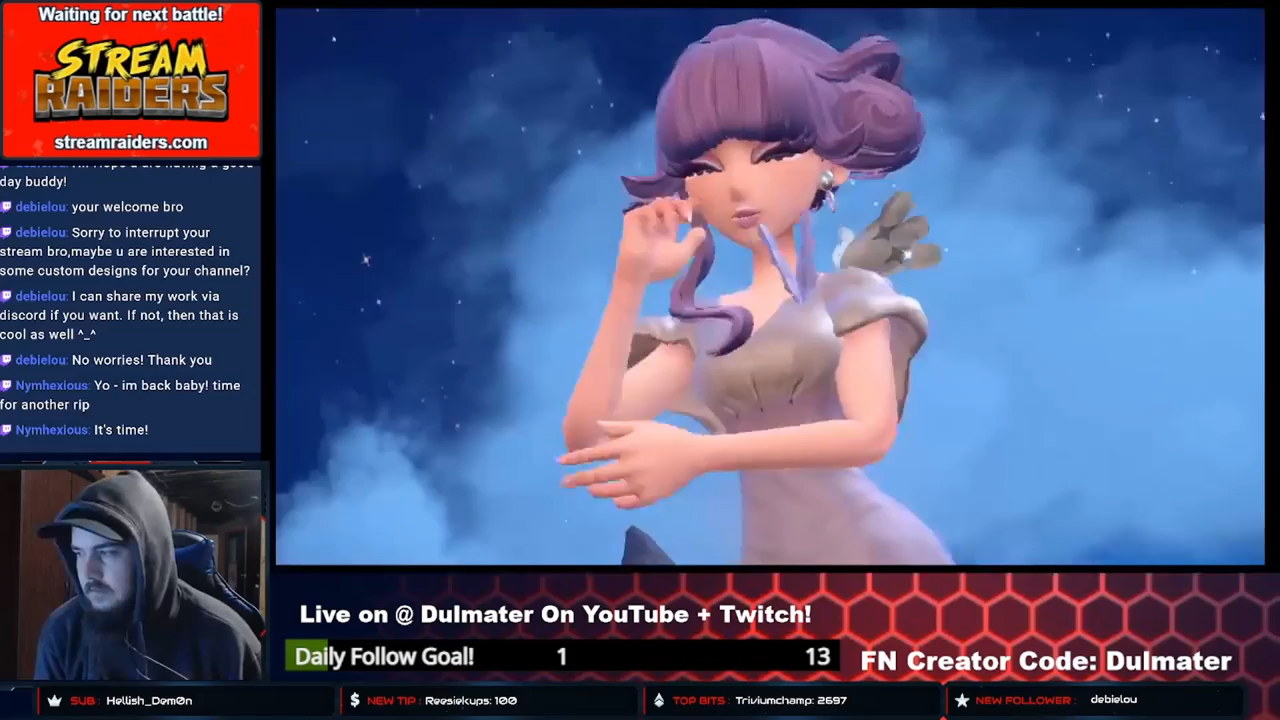 Waiting for next battle!
STREAM
RAIDERS
streamraiders.com
day buddy!
debielou: your welcome bro
debielou: Sorry to interrupt your
stream bro,maybe u are interested in
some custom designs for your channel?
debielou: I can share my work via
discord if you want. If not, then that is
cool as well ^_^
debielou: No worries! Thank you
Nymhexious: Yo - im back baby! time
for another rip
Nymhexious: It's time!
Live on @ Dulmater On YouTube + Twitch!
Daily Follow Goal! 1 13
FN Creator Code: Dulmater
SUB: Hellish_Dem0n
NEW TIP: Reesiekups: 100
TOP BITS: Triviumchamp: 2697
NEW FOLLOWER: debielou